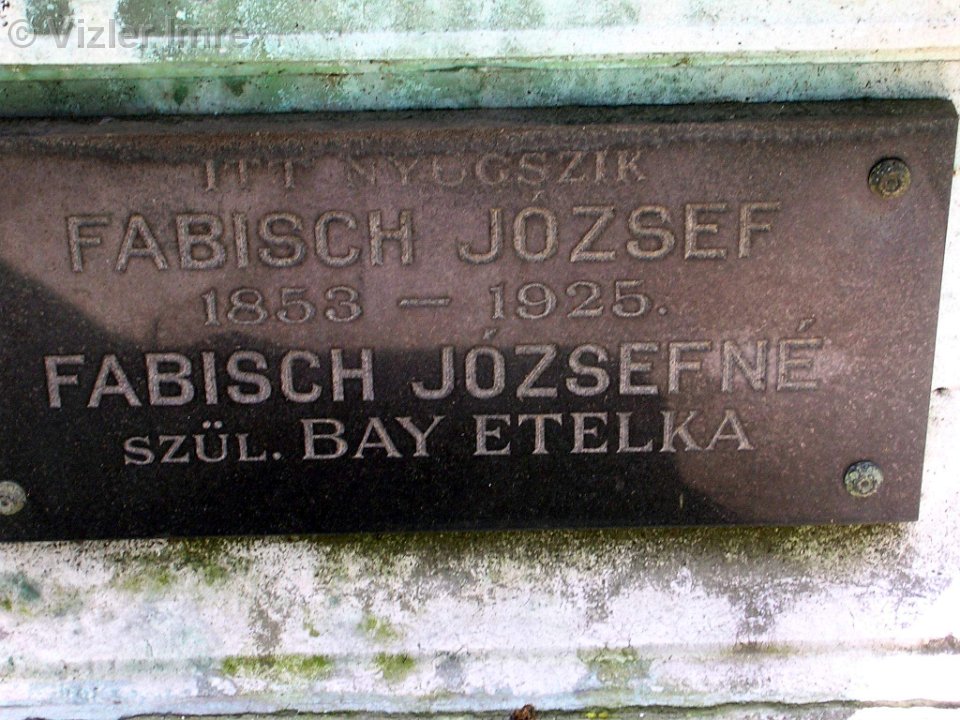 © Vizler Imre
ITT NYUGSZIK
FABISCH JÓZSEF
1853 – 1925.
FABISCH JÓZSEFNÉ
SZÜL. BAY ETELKA